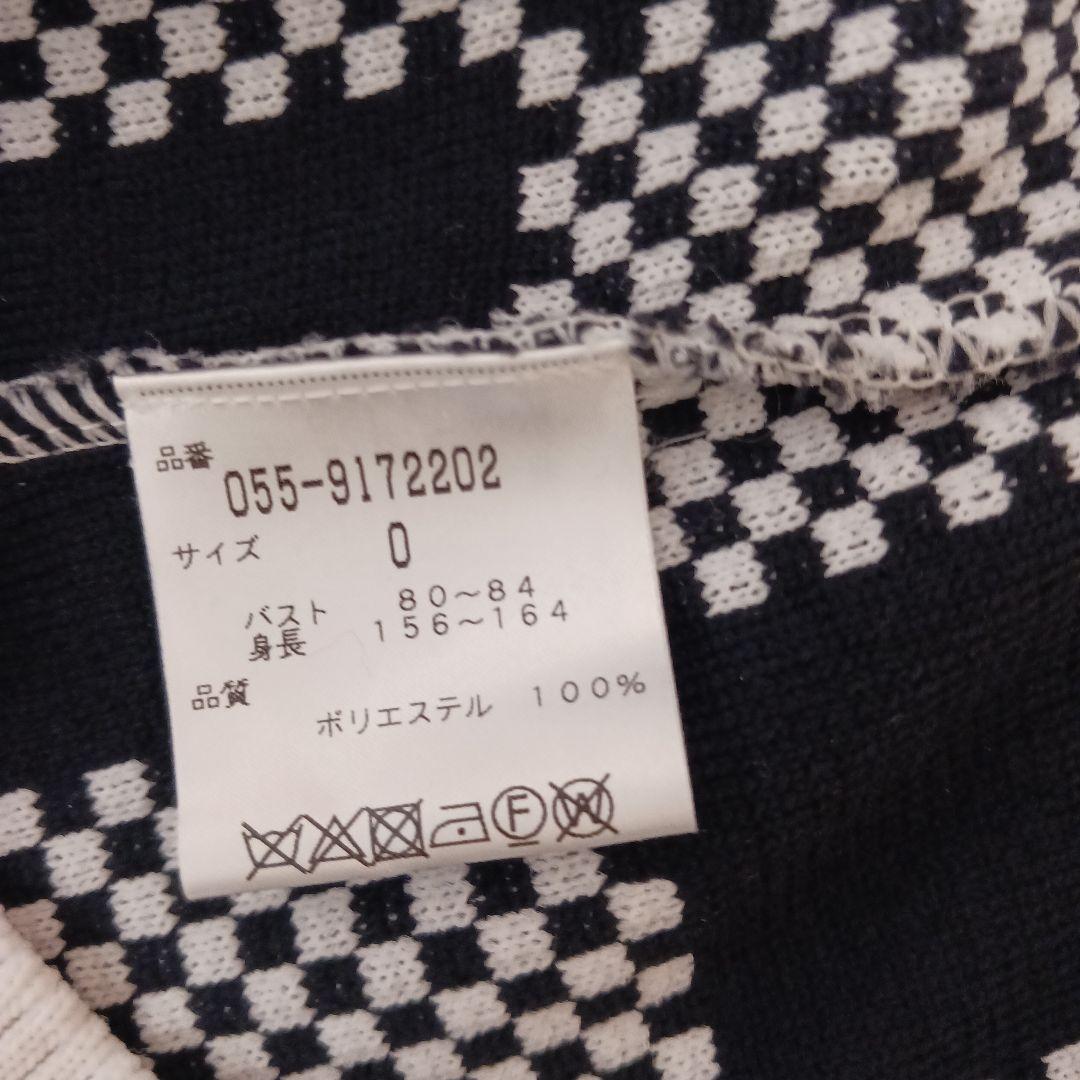 品番
055-9172202
サイズ 0
バスト 80～84
身長 156～164
品質
ポリエステル 100%
F W